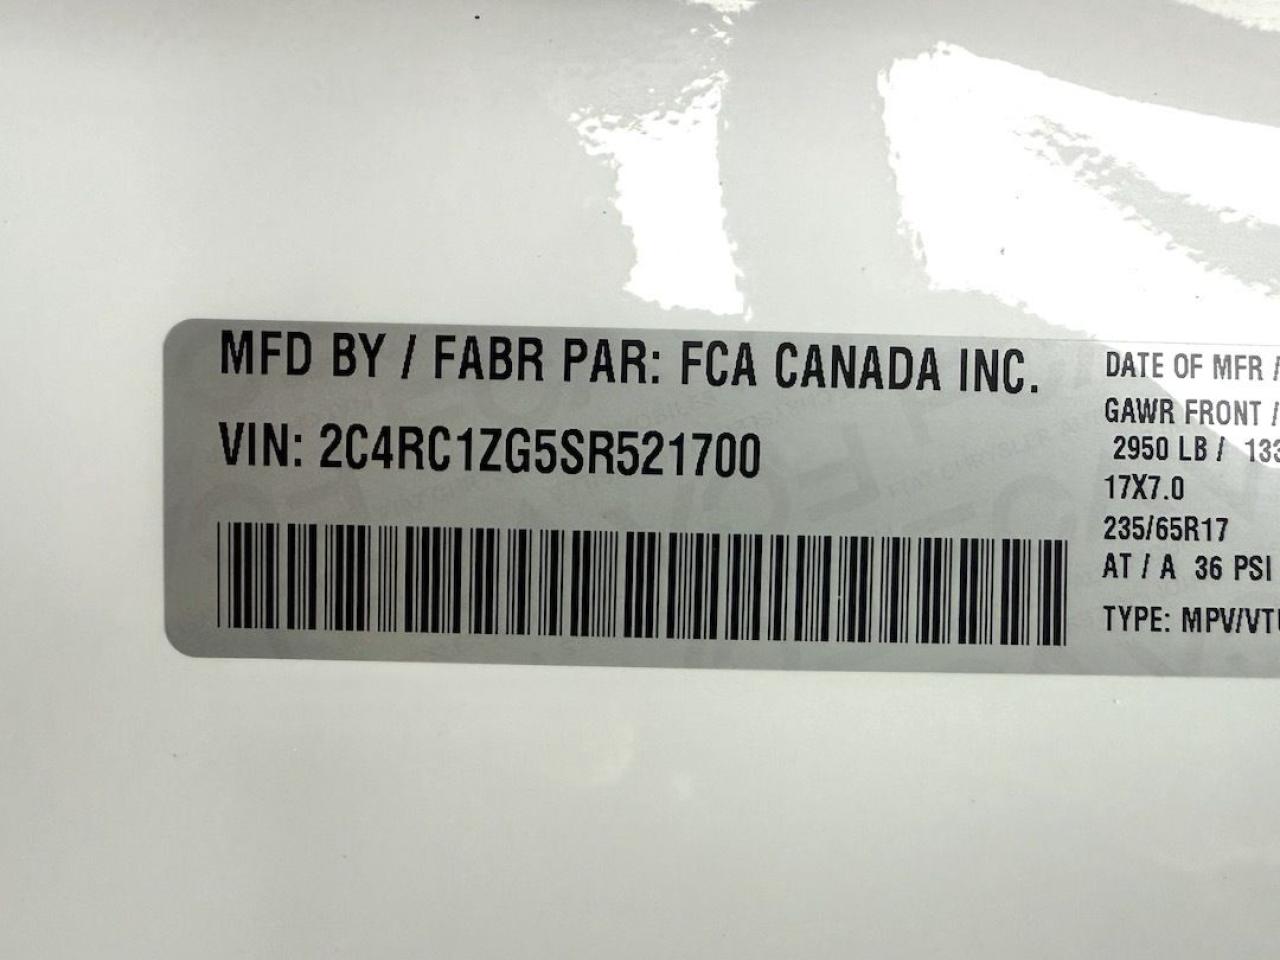 MFD BY / FABR PAR: FCA CANADA INC.
VIN: 2C4RC1ZG5SR521700
DATE OF MFR /
GAWR FRONT /
2950 LB / 133
17X7.0
235/65R17
AT / A 36 PSI
TYPE: MPV/VT